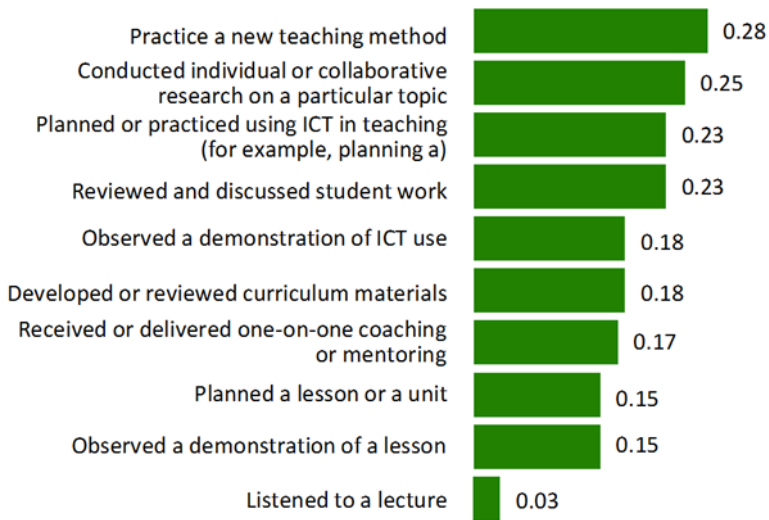 Practice a new teaching method 0.28
Conducted individual or collaborative
research on a particular topic 0.25
Planned or practiced using ICT in teaching
(for example, planning a) 0.23
Reviewed and discussed student work 0.23
Observed a demonstration of ICT use 0.18
Developed or reviewed curriculum materials 0.18
Received or delivered one-on-one coaching
or mentoring 0.17
Planned a lesson or a unit 0.15
Observed a demonstration of a lesson 0.15
Listened to a lecture 0.03